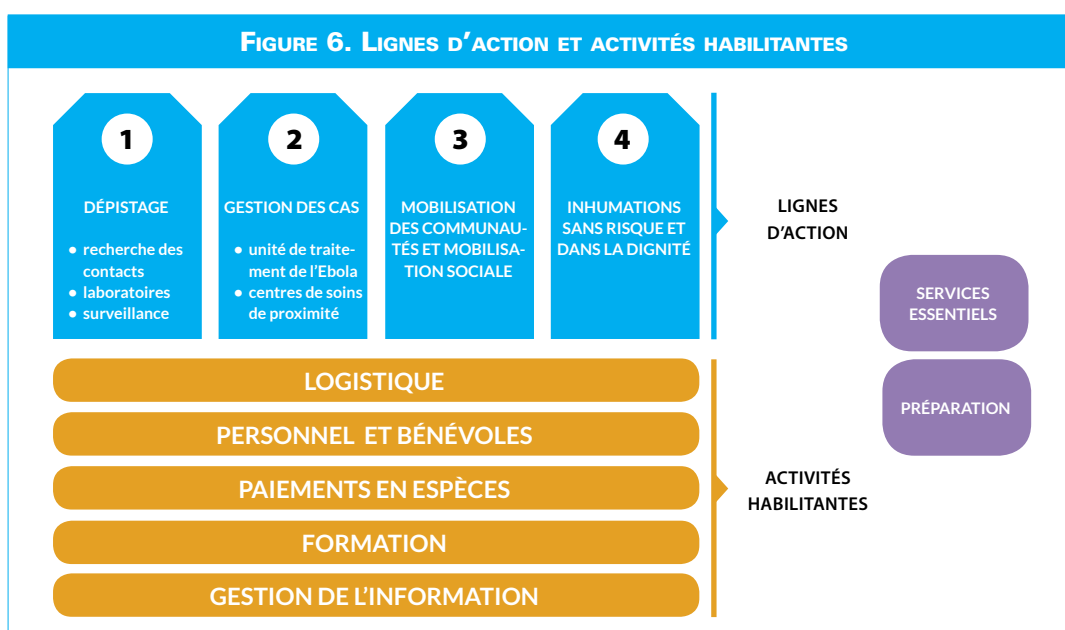 FIGURE 6. LIGNES D'ACTION ET ACTIVITÉS HABILITANTES
1
DÉPISTAGE
• recherche des
contacts
• laboratoires
• surveillance
2
GESTION DES CAS
• unité de traite-
ment de l'Ebola
• centres de soins
de proximité
3
MOBILISATION
DES COMMUNAU-
TÉS ET MOBILISA-
TION SOCIALE
4
INHUMATIONS
SANS RISQUE ET
DANS LA DIGNITÉ
LIGNES
D'ACTION
SERVICES
ESSENTIELS
PRÉPARATION
LOGISTIQUE
PERSONNEL ET BÉNÉVOLES
PAIEMENTS EN ESPÈCES
FORMATION
GESTION DE L'INFORMATION
ACTIVITÉS
HABILITANTES